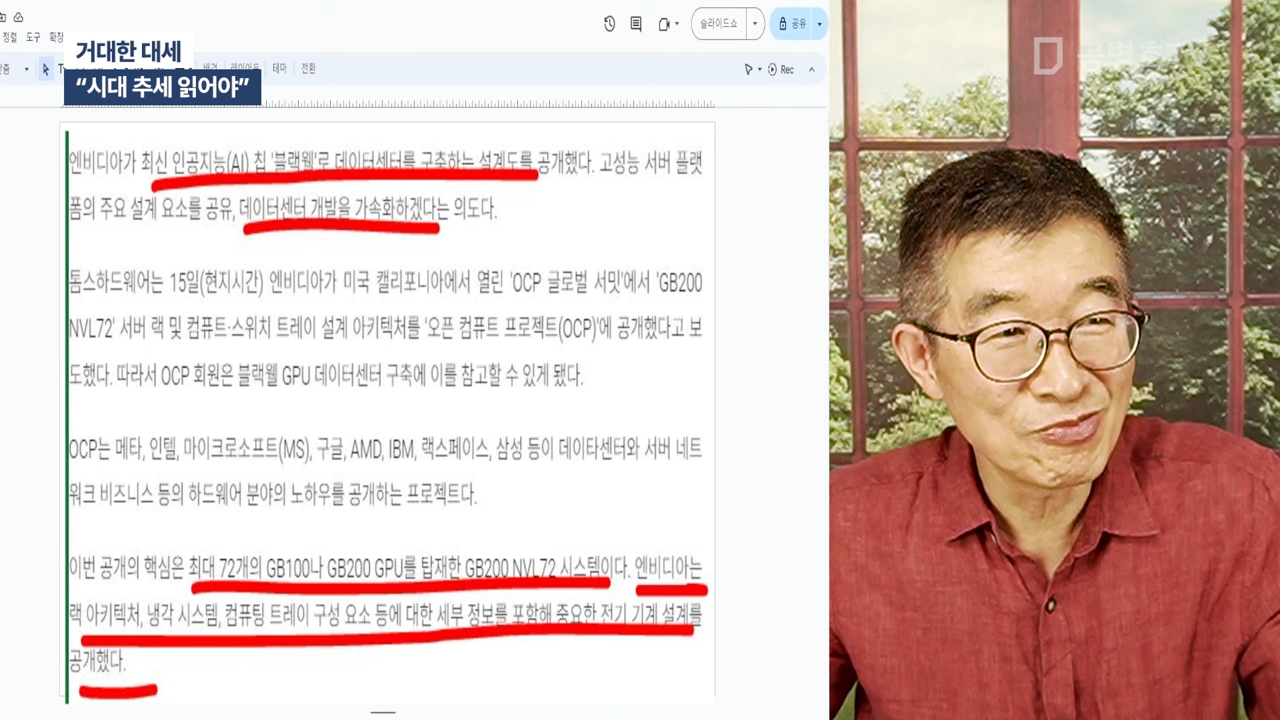 정렬 도구 확장
슬라이드쇼
공유
거대한 대세
“시대 추세 읽어야”
배경 레이아웃 테마 전환
Rec
공병호TV
엔비디아가 최신 인공지능(AI) 칩 '블랙웰'로 데이터센터를 구축하는 설계도를 공개했다. 고성능 서버 플랫
폼의 주요 설계 요소를 공유, 데이터센터 개발을 가속화하겠다는 의도다.
톰스하드웨어는 15일(현지시간) 엔비디아가 미국 캘리포니아에서 열린 'OCP 글로벌 서밋'에서 'GB200
NVL72' 서버 랙 및 컴퓨트·스위치 트레이 설계 아키텍처를 '오픈 컴퓨트 프로젝트(OCP)'에 공개했다고 보
도했다. 따라서 OCP 회원은 블랙웰 GPU 데이터센터 구축에 이를 참고할 수 있게 됐다.
OCP는 메타, 인텔, 마이크로소프트(MS), 구글, AMD, IBM, 랙스페이스, 삼성 등이 데이타센터와 서버 네트
워크 비즈니스 등의 하드웨어 분야의 노하우를 공개하는 프로젝트다.
이번 공개의 핵심은 최대 72개의 GB100나 GB200 GPU를 탑재한 GB200 NVL72 시스템이다. 엔비디아는
랙 아키텍처, 냉각 시스템, 컴퓨팅 트레이 구성 요소 등에 대한 세부 정보를 포함해 중요한 전기 기계 설계를
공개했다.